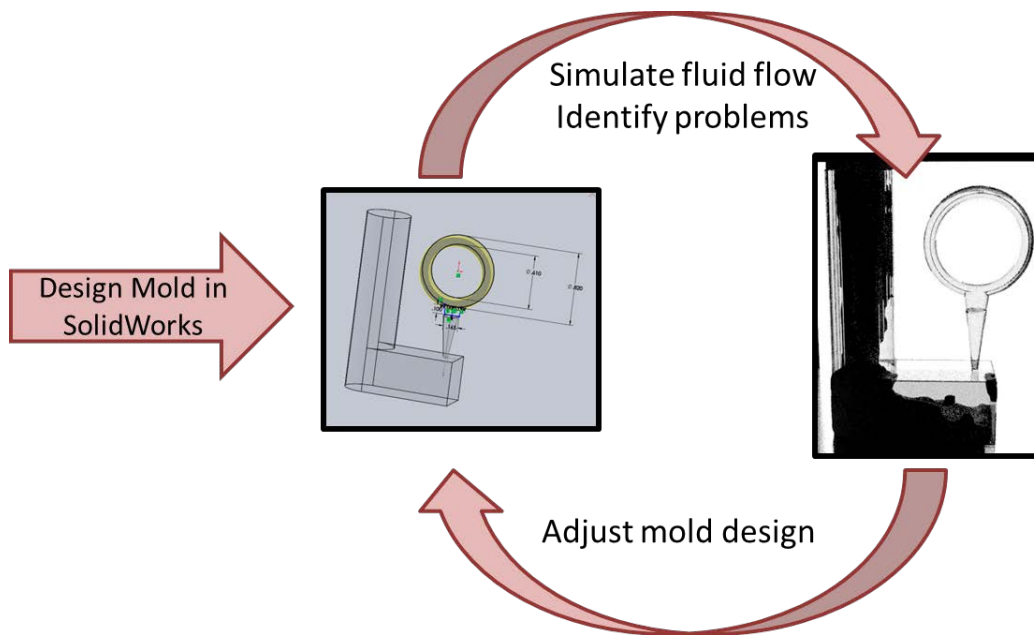 Simulate fluid flow
Identify problems
Design Mold in
SolidWorks
Adjust mold design